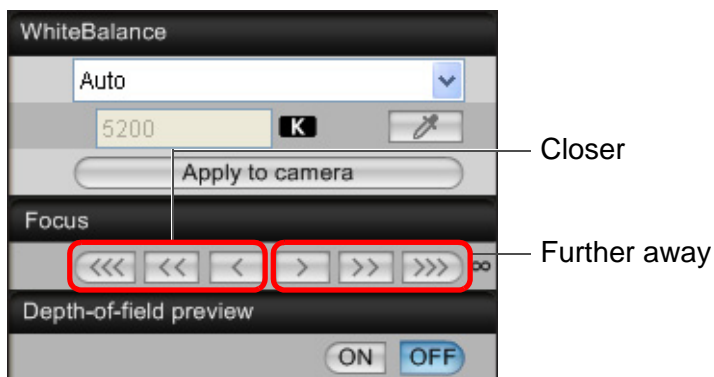 WhiteBalance
Auto
5200 K
Apply to camera
Closer
Focus
<<< << < > >> >>> ∞
Further away
Depth-of-field preview
ON OFF